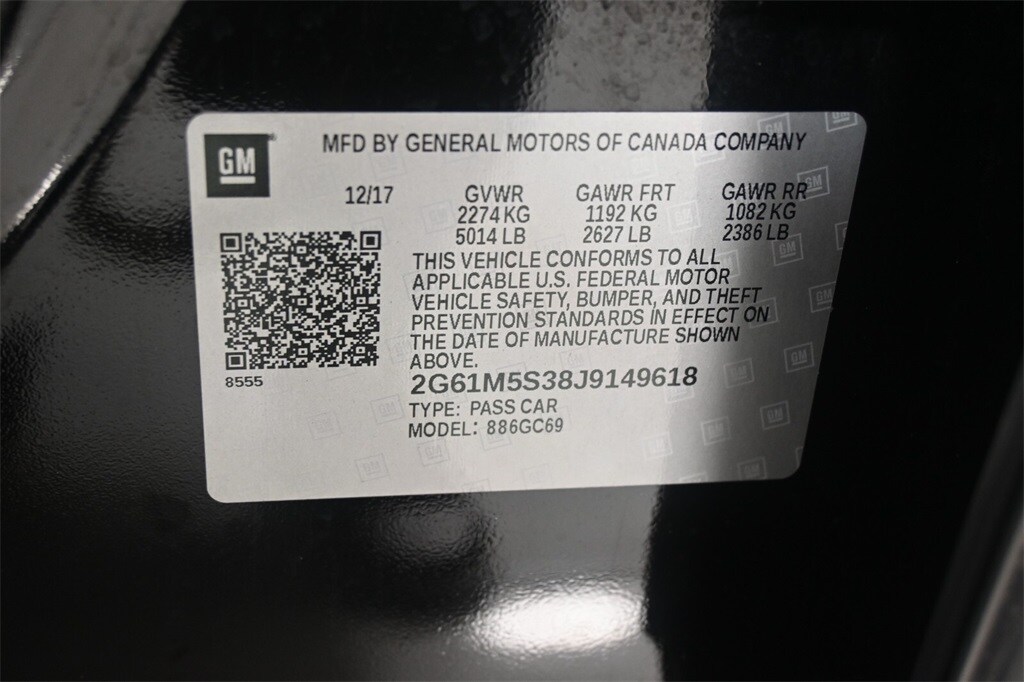 GM
MFD BY GENERAL MOTORS OF CANADA COMPANY
12/17 GVWR GAWR FRT GAWR RR
2274 KG 1192 KG 1082 KG
5014 LB 2627 LB 2386 LB
THIS VEHICLE CONFORMS TO ALL
APPLICABLE U.S. FEDERAL MOTOR
VEHICLE SAFETY, BUMPER, AND THEFT
PREVENTION STANDARDS IN EFFECT ON
THE DATE OF MANUFACTURE SHOWN
ABOVE.
8555
2G61M5S38J9149618
TYPE: PASS CAR
MODEL: 886GC69